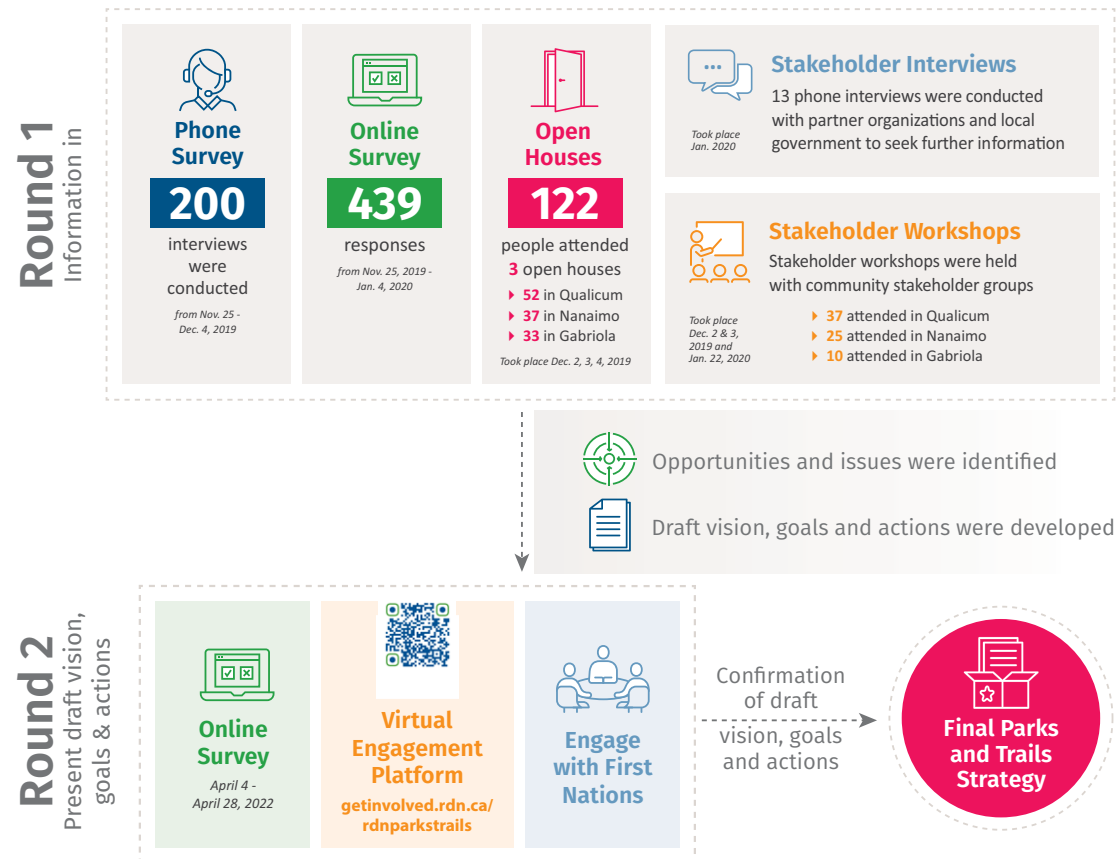 Round 1
Information in
Phone
Survey
200
interviews
were
conducted
from Nov. 25 -
Dec. 4, 2019
Online
Survey
439
responses
from Nov. 25, 2019 -
Jan. 4, 2020
Open
Houses
122
people attended
3 open houses
52 in Qualicum
37 in Nanaimo
33 in Gabriola
Took place Dec. 2, 3, 4, 2019
Stakeholder Interviews
13 phone interviews were conducted
with partner organizations and local
government to seek further information
Took place
Jan. 2020
Stakeholder Workshops
Stakeholder workshops were held
with community stakeholder groups
37 attended in Qualicum
25 attended in Nanaimo
10 attended in Gabriola
Took place
Dec. 2 & 3,
2019 and
Jan. 22, 2020
Opportunities and issues were identified
Draft vision, goals and actions were developed
Round 2
Present draft vision,
goals & actions
Online
Survey
April 4 -
April 28, 2022
Virtual
Engagement
Platform
getinvolved.rdn.ca/
rdnparkstrails
Engage
with First
Nations
Confirmation
of draft
vision, goals
and actions
Final Parks
and Trails
Strategy